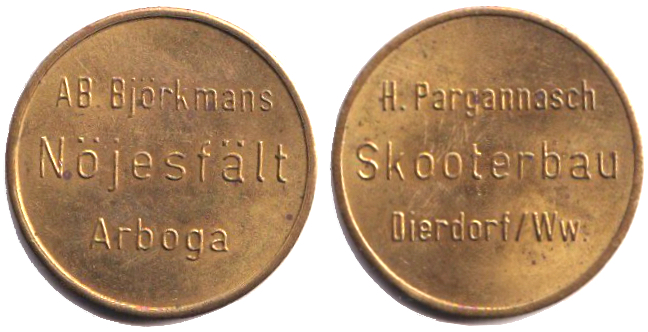 AB. Björkmans
Nöjesfält
Arboga
H. Pargannasch
Skooterbau
Dierdorf/Ww.